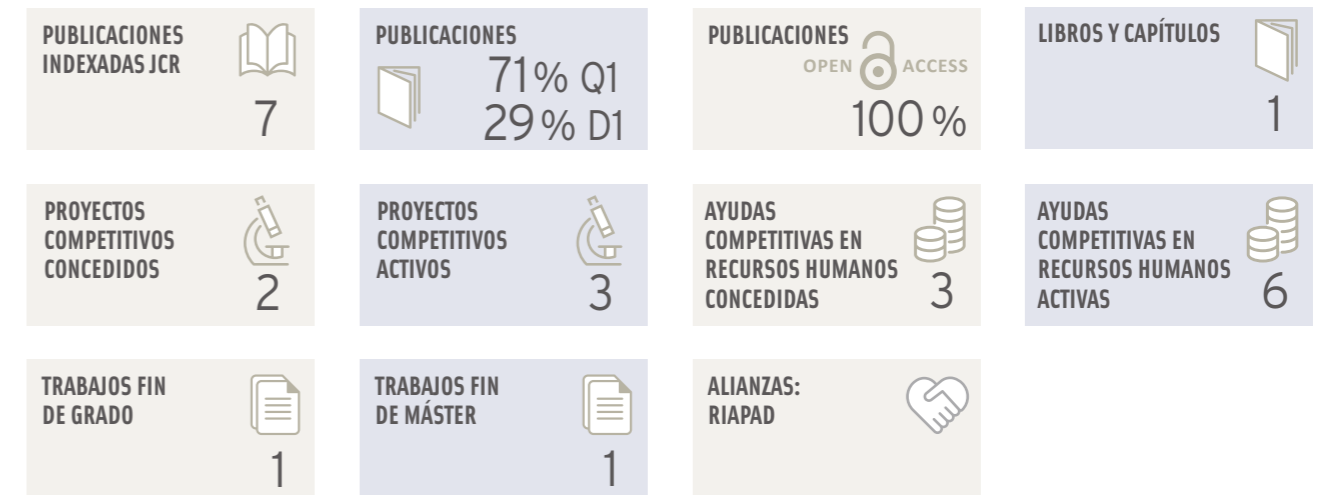 PUBLICACIONES
INDEXADAS JCR
7
PUBLICACIONES
71% Q1
29% D1
PUBLICACIONES
OPEN ACCESS
100 %
LIBROS Y CAPÍTULOS
1
PROYECTOS
COMPETITIVOS
CONCEDIDOS
2
PROYECTOS
COMPETITIVOS
ACTIVOS
3
AYUDAS
COMPETITIVAS EN
RECURSOS HUMANOS
CONCEDIDAS
3
AYUDAS
COMPETITIVAS EN
RECURSOS HUMANOS
ACTIVAS
6
TRABAJOS FIN
DE GRADO
1
TRABAJOS FIN
DE MÁSTER
1
ALIANZAS:
RIAPAD